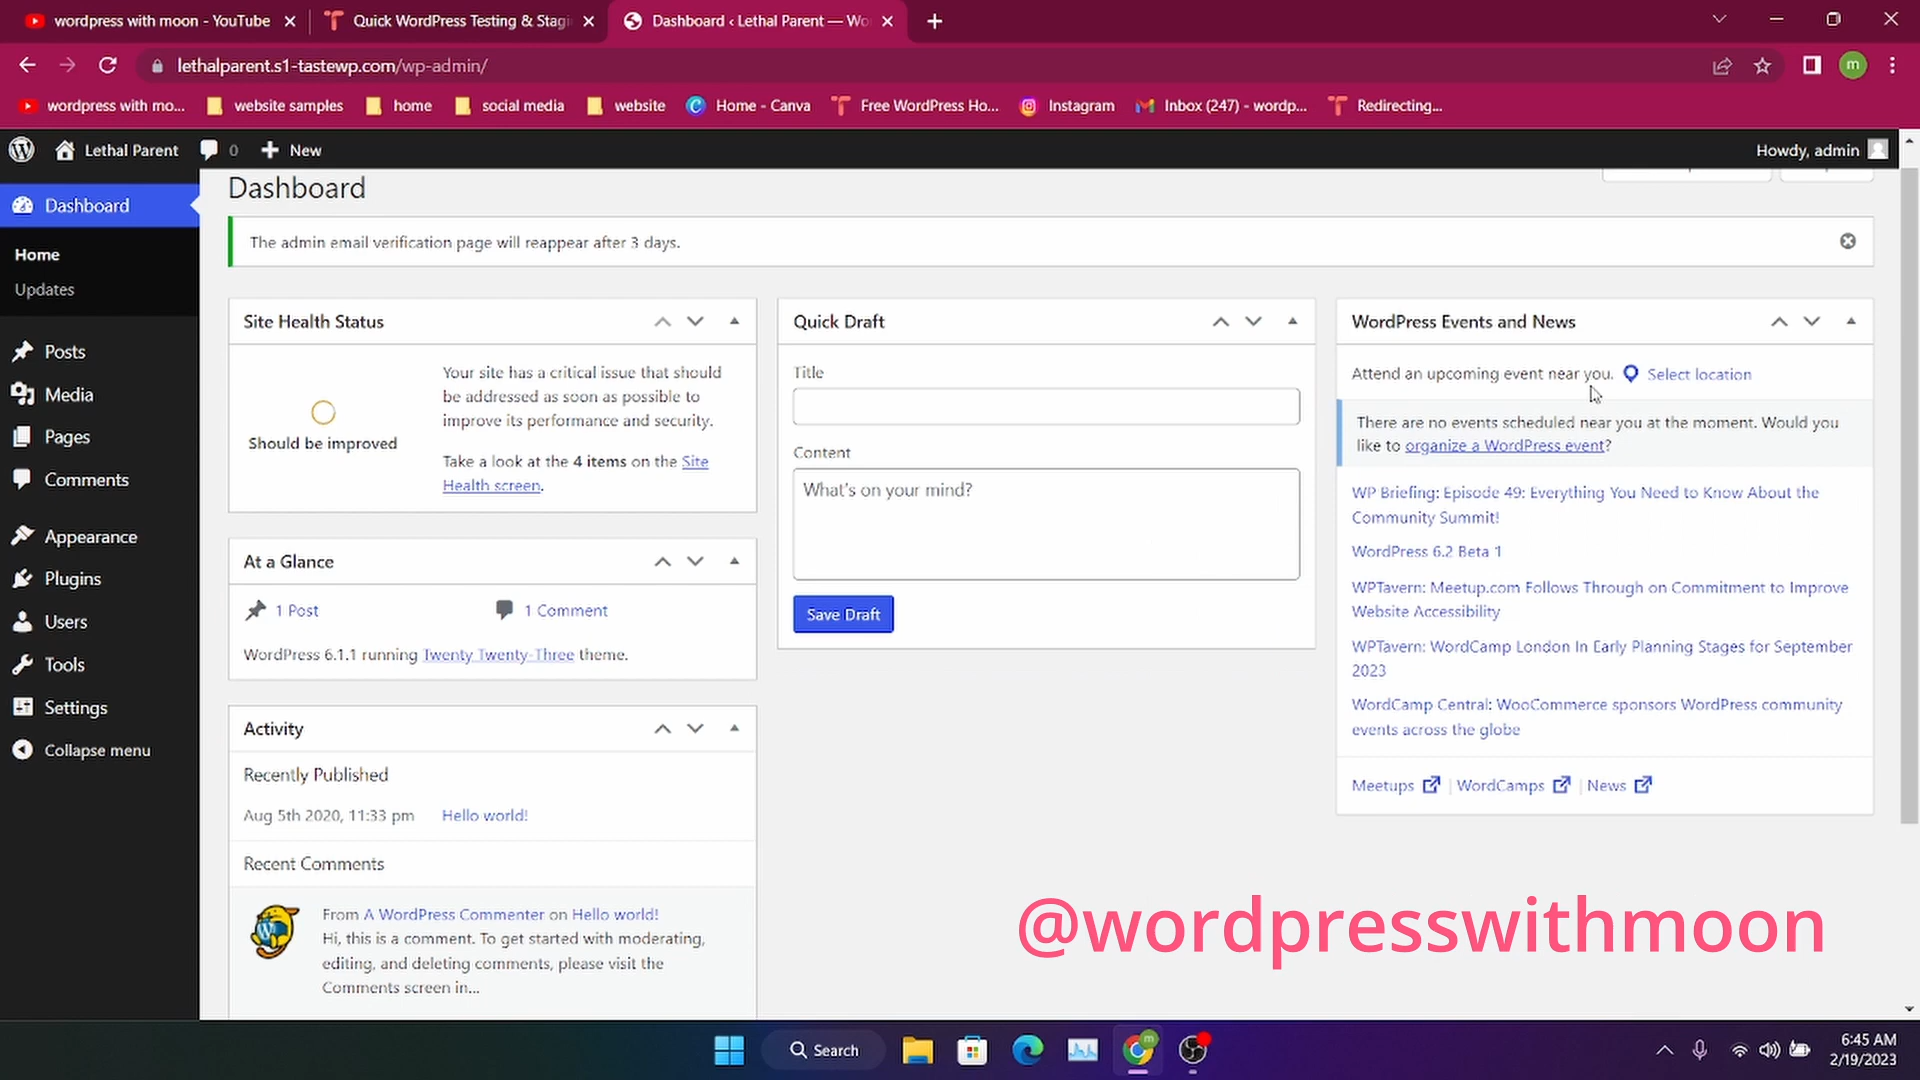 wordpress with moon - YouTube
Quick WordPress Testing & Stagi
Dashboard ‹ Lethal Parent — Wo
lethalparent.s1-tastewp.com/wp-admin/
wordpress with mo...
website samples
home
social media
website
Home - Canva
Free WordPress Ho...
Instagram
Inbox (247) - wordp...
Redirecting...
Lethal Parent
0
New
Howdy, admin
Dashboard
Home
Updates
Posts
Media
Pages
Comments
Appearance
Plugins
Users
Tools
Settings
Collapse menu
Dashboard
The admin email verification page will reappear after 3 days.
Site Health Status
Should be improved
Your site has a critical issue that should
be addressed as soon as possible to
improve its performance and security.
Take a look at the 4 items on the Site
Health screen.
At a Glance
1 Post
1 Comment
WordPress 6.1.1 running Twenty Twenty-Three theme.
Activity
Recently Published
Aug 5th 2020, 11:33 pm
Hello world!
Recent Comments
From A WordPress Commenter on Hello world!
Hi, this is a comment. To get started with moderating,
editing, and deleting comments, please visit the
Comments screen in...
Quick Draft
Title
Content
What's on your mind?
Save Draft
WordPress Events and News
Attend an upcoming event near you.
Select location
There are no events scheduled near you at the moment. Would you
like to organize a WordPress event?
WP Briefing: Episode 49: Everything You Need to Know About the
Community Summit!
WordPress 6.2 Beta 1
WPTavern: Meetup.com Follows Through on Commitment to Improve
Website Accessibility
WPTavern: WordCamp London In Early Planning Stages for September
2023
WordCamp Central: WooCommerce sponsors WordPress community
events across the globe
Meetups | WordCamps | News
@wordpresswithmoon
Search
6:45 AM
2/19/2023